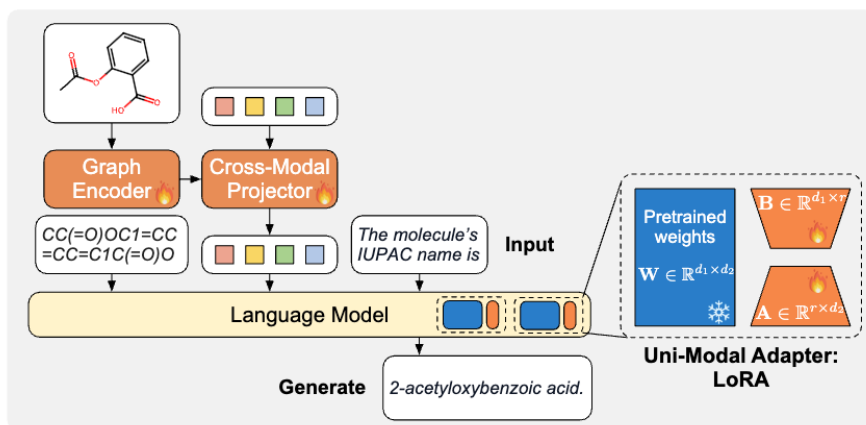 O
O
HO
O
Graph
Encoder
Cross-Modal
Projector
CC(=O)OC1=CC
=CC=C1C(=O)O
The molecule's
IUPAC name is
Input
Language Model
Generate
2-acetyloxybenzoic acid.
Pretrained
weights
W ∈ ℝ^{d₁×d₂}
B ∈ ℝ^{d₁×r}
A ∈ ℝ^{r×d₂}
Uni-Modal Adapter:
LoRA